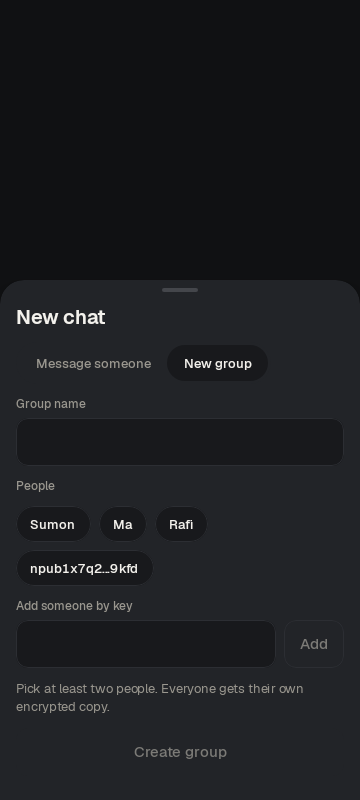 New chat
Message someone
New group
Group name
People
Sumon
Ma
Rafi
npub1x7q2...9kfd
Add someone by key
Add
Pick at least two people. Everyone gets their own
encrypted copy.
Create group